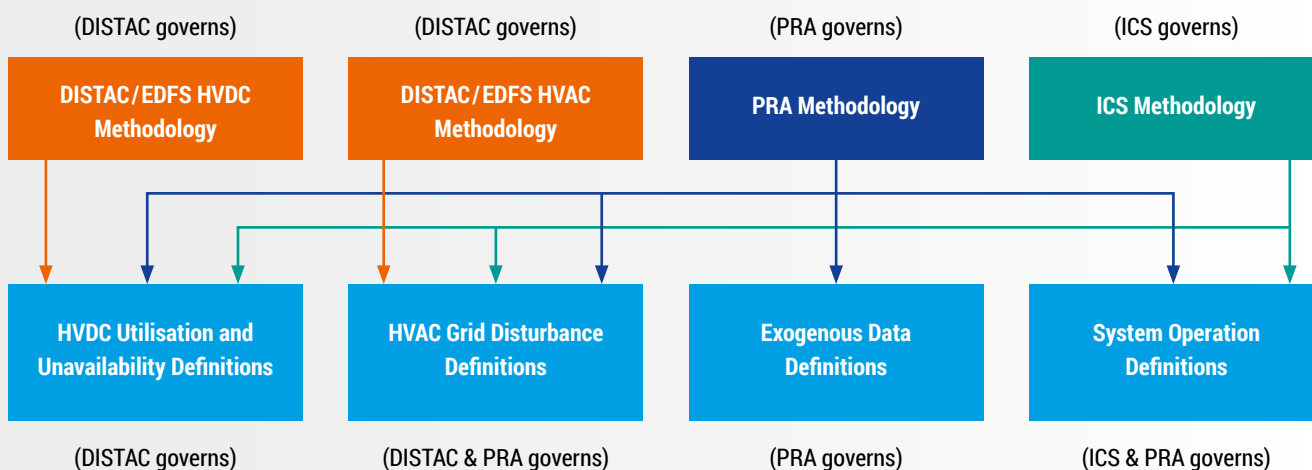 (DISTAC governs)
(DISTAC governs)
(PRA governs)
(ICS governs)
DISTAC/EDFS HVDC
Methodology
DISTAC/EDFS HVAC
Methodology
PRA Methodology
ICS Methodology
HVDC Utilisation and
Unavailability Definitions
HVAC Grid Disturbance
Definitions
Exogenous Data
Definitions
System Operation
Definitions
(DISTAC governs)
(DISTAC & PRA governs)
(PRA governs)
(ICS & PRA governs)